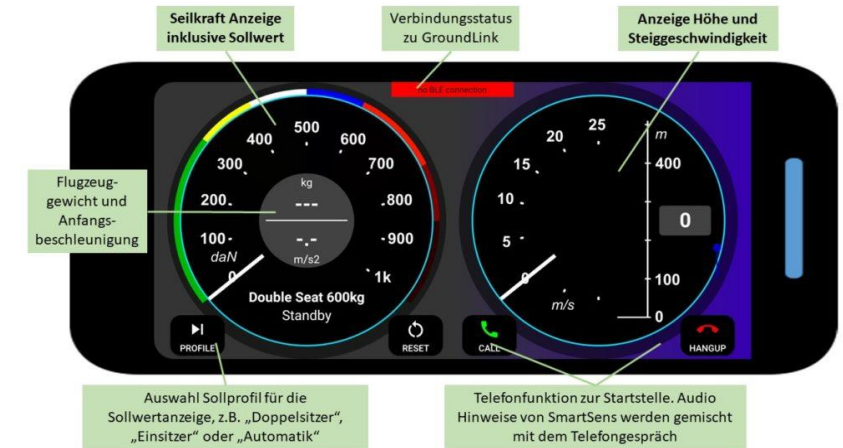 Seilkraft Anzeige
inklusive Sollwert
Verbindungsstatus
zu GroundLink
Anzeige Höhe und
Steiggeschwindigkeit
no BLE connection
Flugzeug-
gewicht und
Anfangs-
beschleunigung
0
100
200
300
400
500
600
700
800
900
1k
daN
kg
---
-.-
m/s2
Double Seat 600kg
Standby
PROFILE
RESET
0
5
10
15
20
25
m/s
m
400
0
100
0
CALL
HANGUP
Auswahl Sollprofil für die
Sollwertanzeige, z.B. „Doppelsitzer“,
„Einsitzer“ oder „Automatik“
Telefonfunktion zur Startstelle. Audio
Hinweise von SmartSens werden gemischt
mit dem Telefongespräch